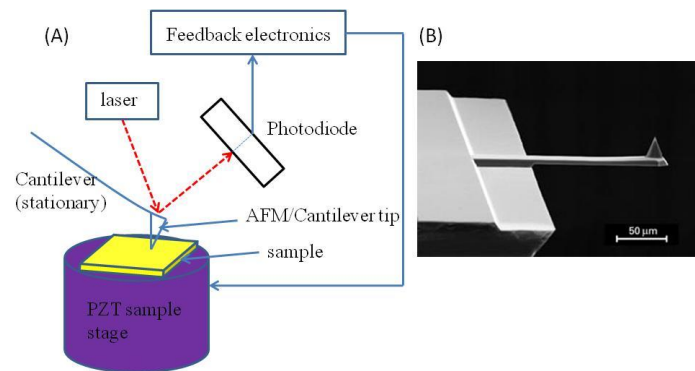 (A)
Feedback electronics
(B)
laser
Photodiode
Cantilever
(stationary)
AFM/Cantilever tip
sample
PZT sample
stage
50 µm